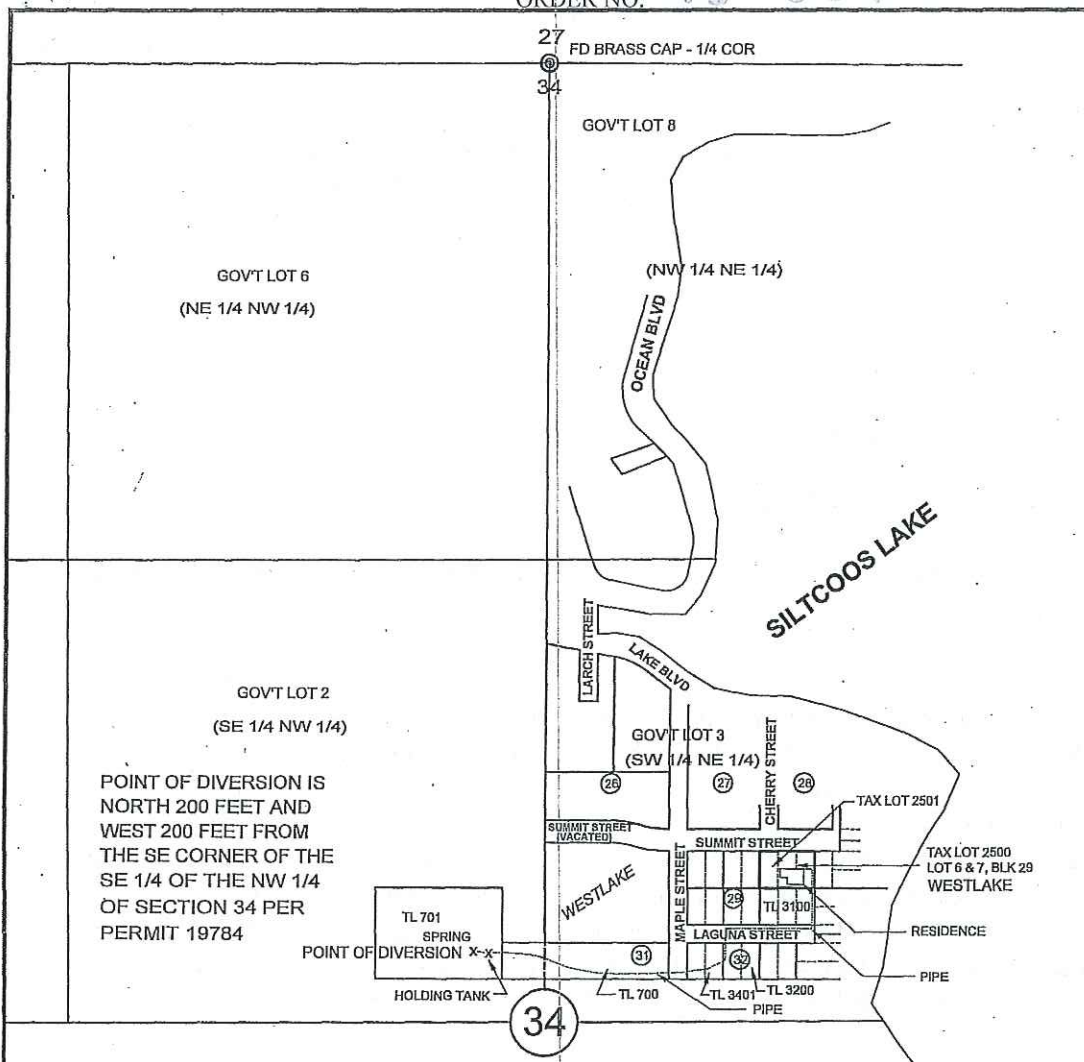 ORDER NO.
27
FD BRASS CAP - 1/4 COR
34
GOV'T LOT 8
GOV'T LOT 6
(NE 1/4 NW 1/4)
(NW 1/4 NE 1/4)
OCEAN BLVD
SILTCOOS LAKE
LARCH STREET
LAKE BLVD
GOV'T LOT 2
(SE 1/4 NW 1/4)
GOV'T LOT 3
(SW 1/4 NE 1/4)
CHERRY STREET
26
27
28
POINT OF DIVERSION IS
NORTH 200 FEET AND
WEST 200 FEET FROM
THE SE CORNER OF THE
SE 1/4 OF THE NW 1/4
OF SECTION 34 PER
PERMIT 19784
TAX LOT 2501
SUMMIT STREET
(VACATED)
SUMMIT STREET
TAX LOT 2500
LOT 6 & 7, BLK 29
WESTLAKE
MAPLE STREET
WESTLAKE
29
TL 3100
RESIDENCE
TL 701
SPRING
LAGUNA STREET
POINT OF DIVERSION X X
31
32
PIPE
HOLDING TANK
TL 700
TL 3401
TL 3200
PIPE
34